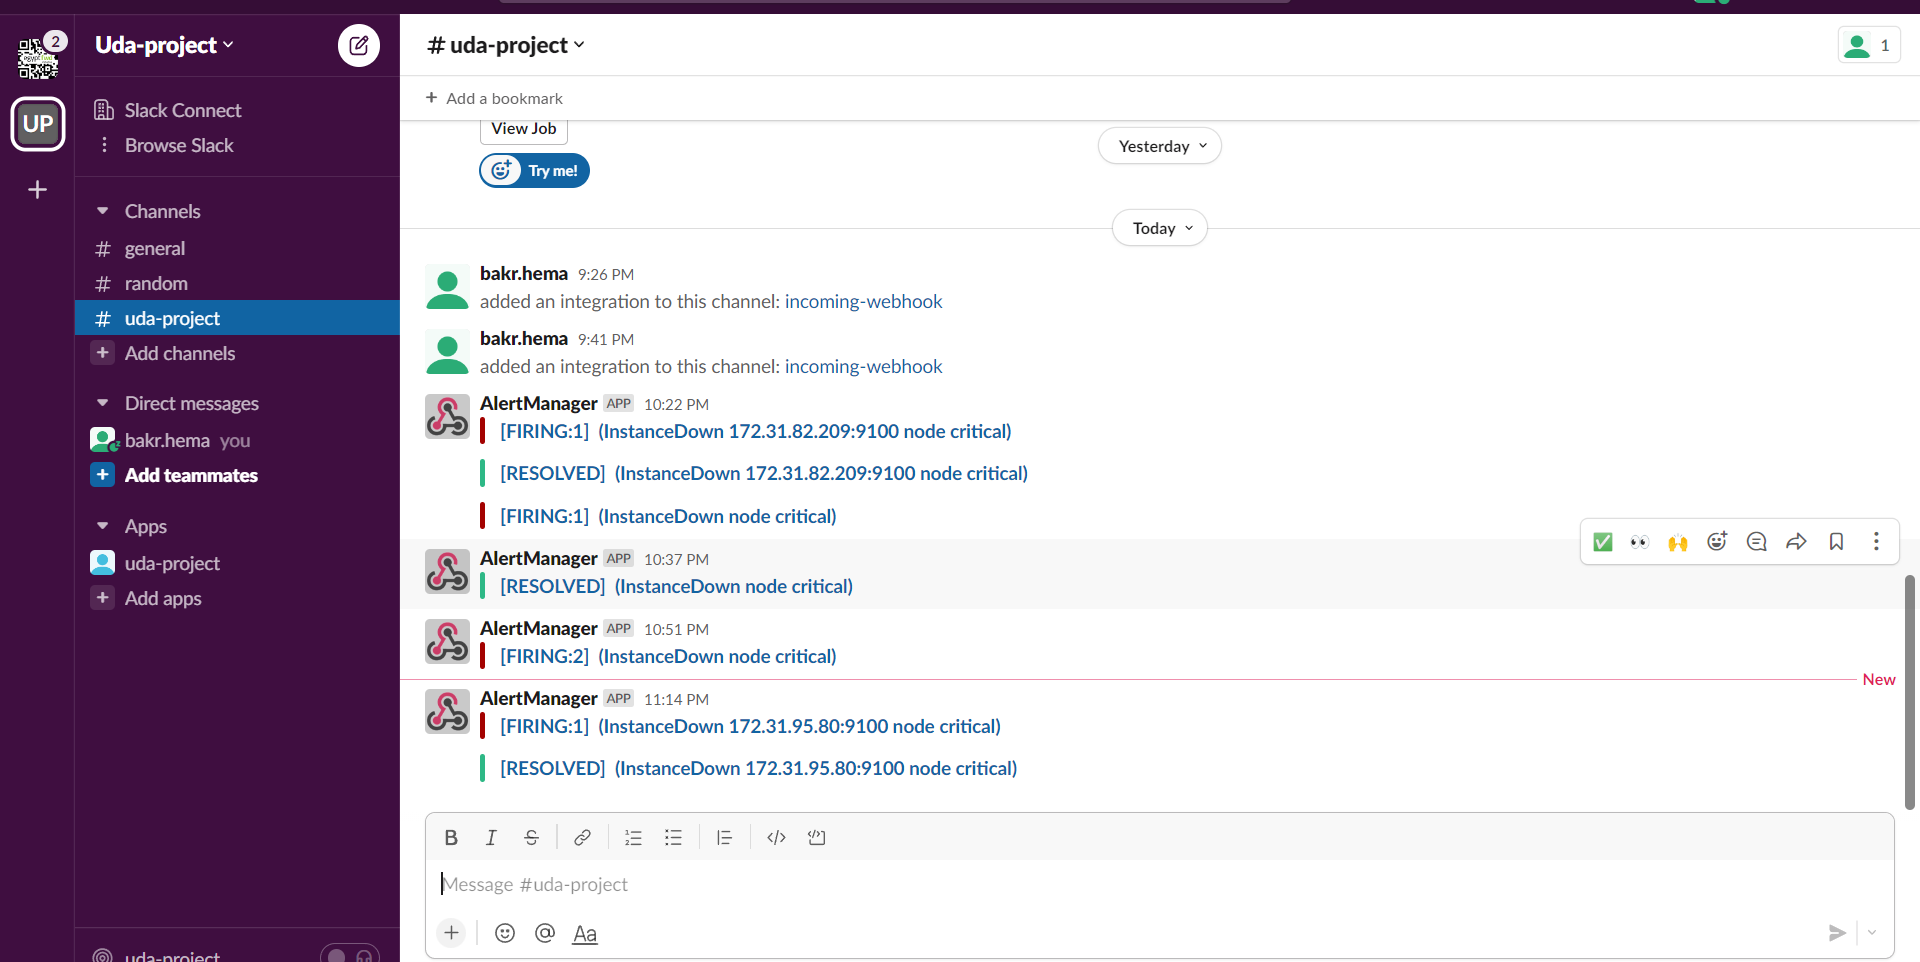 2
Uda-project
UP
Slack Connect
Browse Slack
Channels
# general
# random
# uda-project
+ Add channels
Direct messages
bakr.hema you
+ Add teammates
Apps
uda-project
+ Add apps
uda-project
# uda-project
1
+ Add a bookmark
View Job
Try me!
Yesterday
Today
bakr.hema 9:26 PM
added an integration to this channel: incoming-webhook
bakr.hema 9:41 PM
added an integration to this channel: incoming-webhook
AlertManager APP 10:22 PM
[FIRING:1] (InstanceDown 172.31.82.209:9100 node critical)
[RESOLVED] (InstanceDown 172.31.82.209:9100 node critical)
[FIRING:1] (InstanceDown node critical)
AlertManager APP 10:37 PM
[RESOLVED] (InstanceDown node critical)
AlertManager APP 10:51 PM
[FIRING:2] (InstanceDown node critical)
New
AlertManager APP 11:14 PM
[FIRING:1] (InstanceDown 172.31.95.80:9100 node critical)
[RESOLVED] (InstanceDown 172.31.95.80:9100 node critical)
B I S
Message #uda-project
+ @ Aa